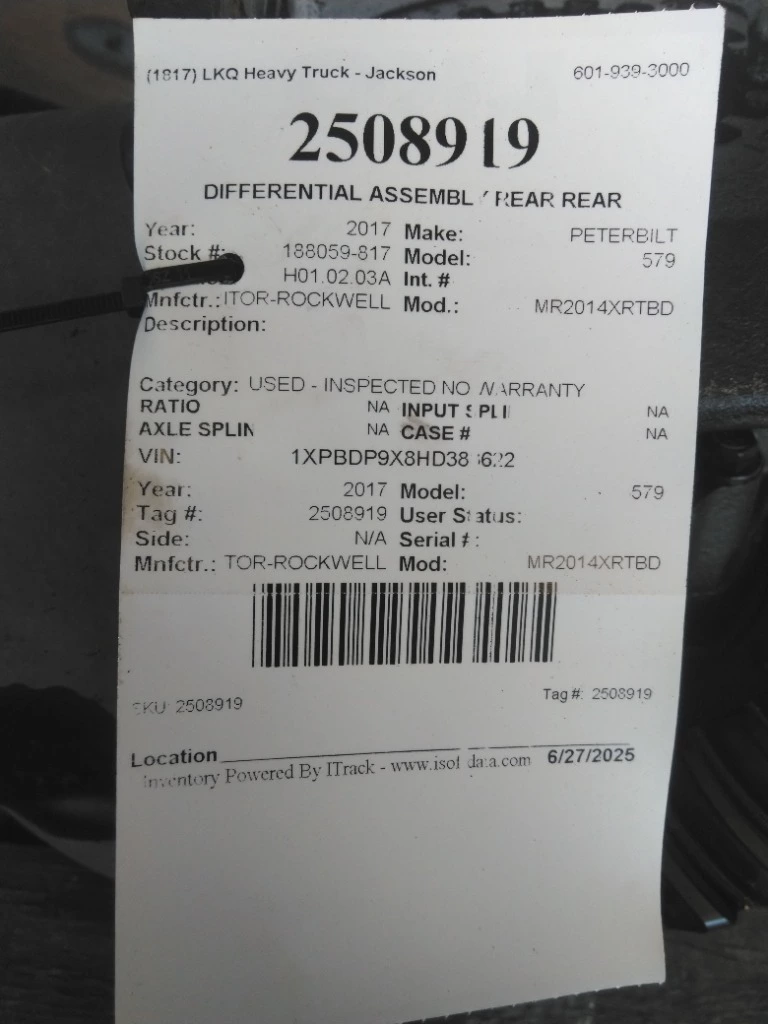 (1817) LKQ Heavy Truck - Jackson 601-939-3000
2508919
DIFFERENTIAL ASSEMBL REAR REAR
Year: 2017 Make: PETERBILT
Stock #: 188059-817 Model: 579
H01.02.03A Int. #
Mnfctr.: ITOR-ROCKWELL Mod.: MR2014XRTBD
Description:
Category: USED - INSPECTED NO WARRANTY
RATIO NA INPUT SPLI NA
AXLE SPLIN NA CASE # NA
VIN:
Year: 2017 Model: 579
Tag #: 2508919 User Status:
Side: N/A Serial #:
Mnfctr.: TOR-ROCKWELL Mod: MR2014XRTBD
SKU: 2508919 Tag #: 2508919
Location 6/27/2025
Inventory Powered By ITrack -